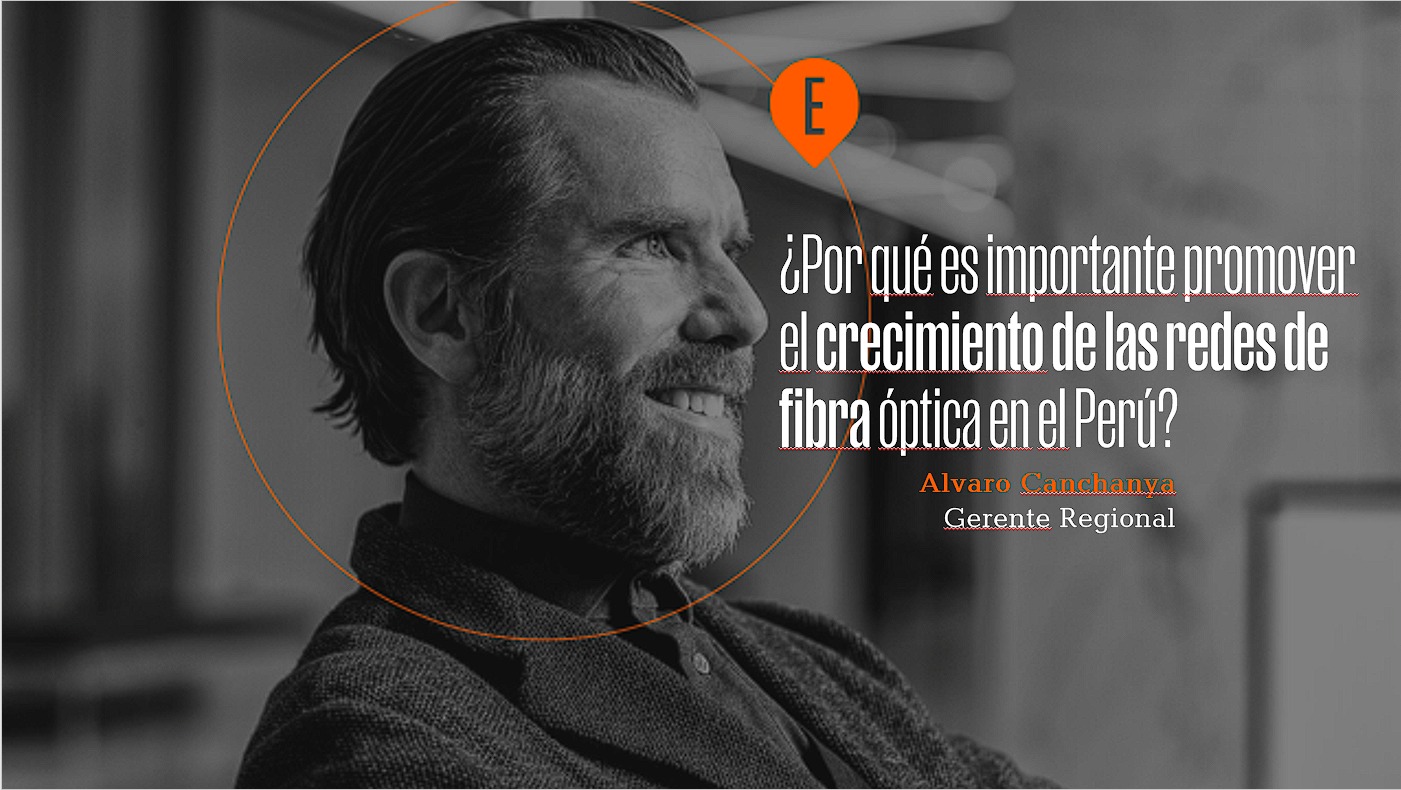 E
¿Por qué es importante promover
el crecimiento de las redes de
fibra óptica en el Perú?
Alvaro Canchanya
Gerente Regional